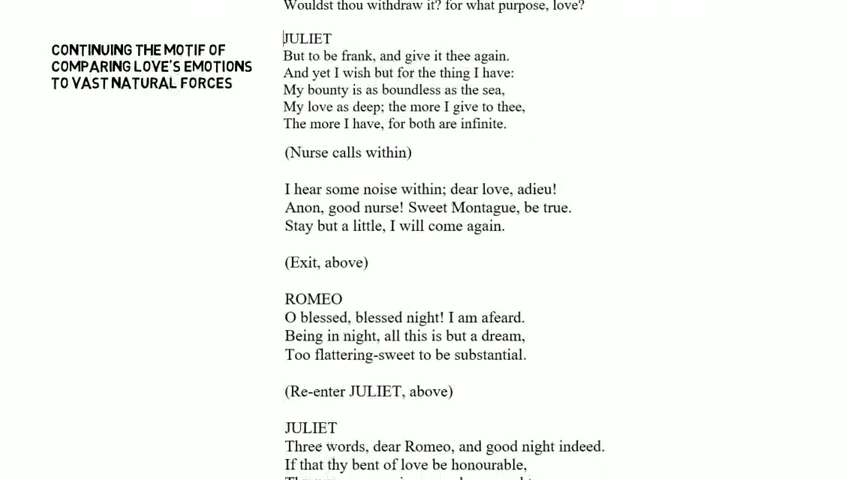 Wouldst thou withdraw it? for what purpose, love?
CONTINUING THE MOTIF OF
COMPARING LOVE'S EMOTIONS
TO VAST NATURAL FORCES
JULIET
But to be frank, and give it thee again.
And yet I wish but for the thing I have:
My bounty is as boundless as the sea,
My love as deep; the more I give to thee,
The more I have, for both are infinite.
(Nurse calls within)
I hear some noise within; dear love, adieu!
Anon, good nurse! Sweet Montague, be true.
Stay but a little, I will come again.
(Exit, above)
ROMEO
O blessed, blessed night! I am afeard.
Being in night, all this is but a dream,
Too flattering-sweet to be substantial.
(Re-enter JULIET, above)
JULIET
Three words, dear Romeo, and good night indeed.
If that thy bent of love be honourable,